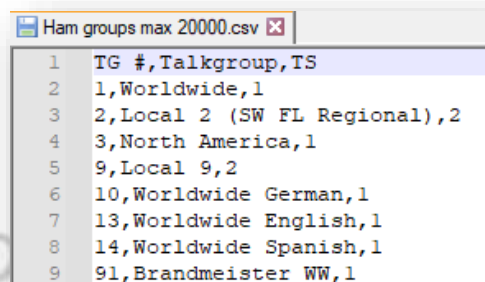 Ham groups max 20000.csv
1 TG #,Talkgroup,TS
2 1,Worldwide,1
3 2,Local 2 (SW FL Regional),2
4 3,North America,1
5 9,Local 9,2
6 10,Worldwide German,1
7 13,Worldwide English,1
8 14,Worldwide Spanish,1
9 91,Brandmeister WW,1